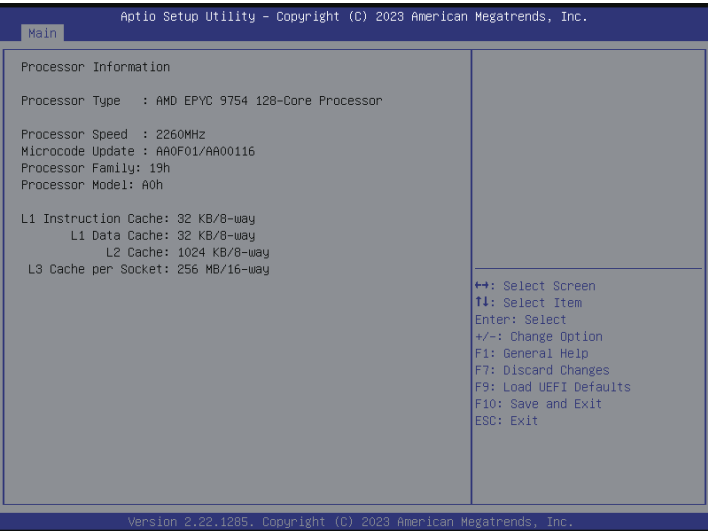 Aptio Setup Utility – Copyright (C) 2023 American Megatrends, Inc.
Main
Processor Information
Processor Type : AMD EPYC 9754 128-Core Processor
Processor Speed : 2260MHz
Microcode Update : AA0F01/AA00116
Processor Family: 19h
Processor Model: A0h
L1 Instruction Cache: 32 KB/8-way
L1 Data Cache: 32 KB/8-way
L2 Cache: 1024 KB/8-way
L3 Cache per Socket: 256 MB/16-way
↔: Select Screen
↑↓: Select Item
Enter: Select
+/-: Change Option
F1: General Help
F7: Discard Changes
F9: Load UEFI Defaults
F10: Save and Exit
ESC: Exit
Version 2.22.1285. Copyright (C) 2023 American Megatrends, Inc.